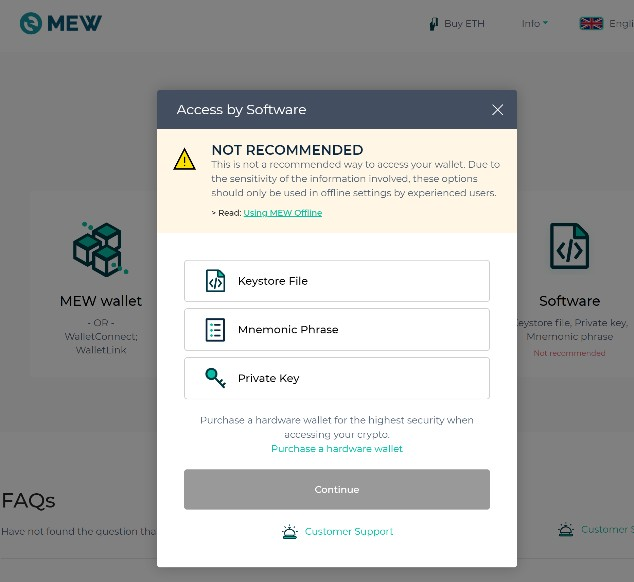 MEW
Buy ETH
Info
Engli
Access by Software
NOT RECOMMENDED
This is not a recommended way to access your wallet. Due to
the sensitivity of the information involved, these options
should only be used in offline settings by experienced users.
> Read: Using MEW Offline
Keystore File
Mnemonic Phrase
Private Key
Purchase a hardware wallet for the highest security when
accessing your crypto.
Purchase a hardware wallet
Continue
Customer Support
MEW wallet
- OR -
WalletConnect;
WalletLink
Software
eystore file, Private key,
Mnemonic phrase
Not recommended
FAQs
Have not found the question tha
Customer S